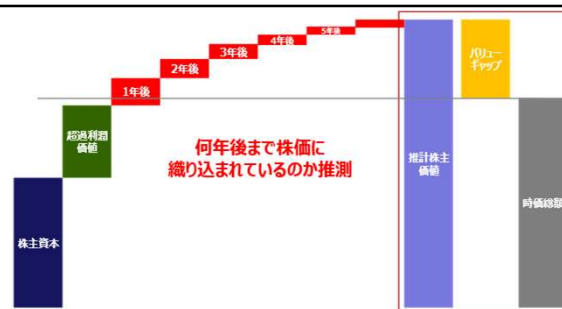 1年後
2年後
3年後
4年後
5年後
バリュー
ギャップ
超過利潤
価値
何年後まで株価に
織り込まれているのか推測
推計株主
価値
株主資本
時価総額